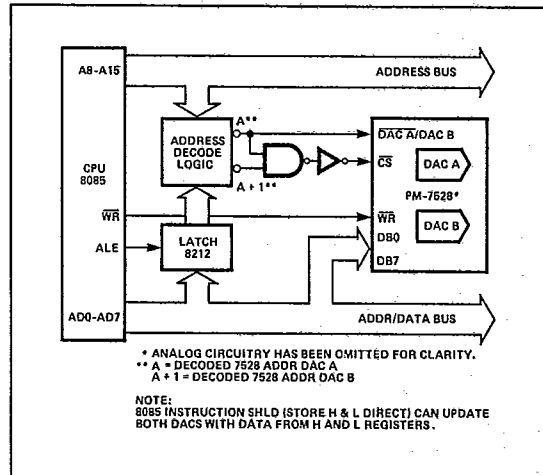 A8-A15
ADDRESS BUS
A**
ADDRESS
DECODE
LOGIC
DAC A/DAC B
CS
DAC A
CPU
8085
A + 1**
PM-7528*
WR
WR
DAC B
ALE
LATCH
8212
DB0
DB7
AD0-AD7
ADDR/DATA BUS
* ANALOG CIRCUITRY HAS BEEN OMITTED FOR CLARITY.
** A = DECODED 7528 ADDR DAC A
A + 1 = DECODED 7528 ADDR DAC B
NOTE:
8085 INSTRUCTION SHLD (STORE H & L DIRECT) CAN UPDATE
BOTH DACS WITH DATA FROM H AND L REGISTERS.